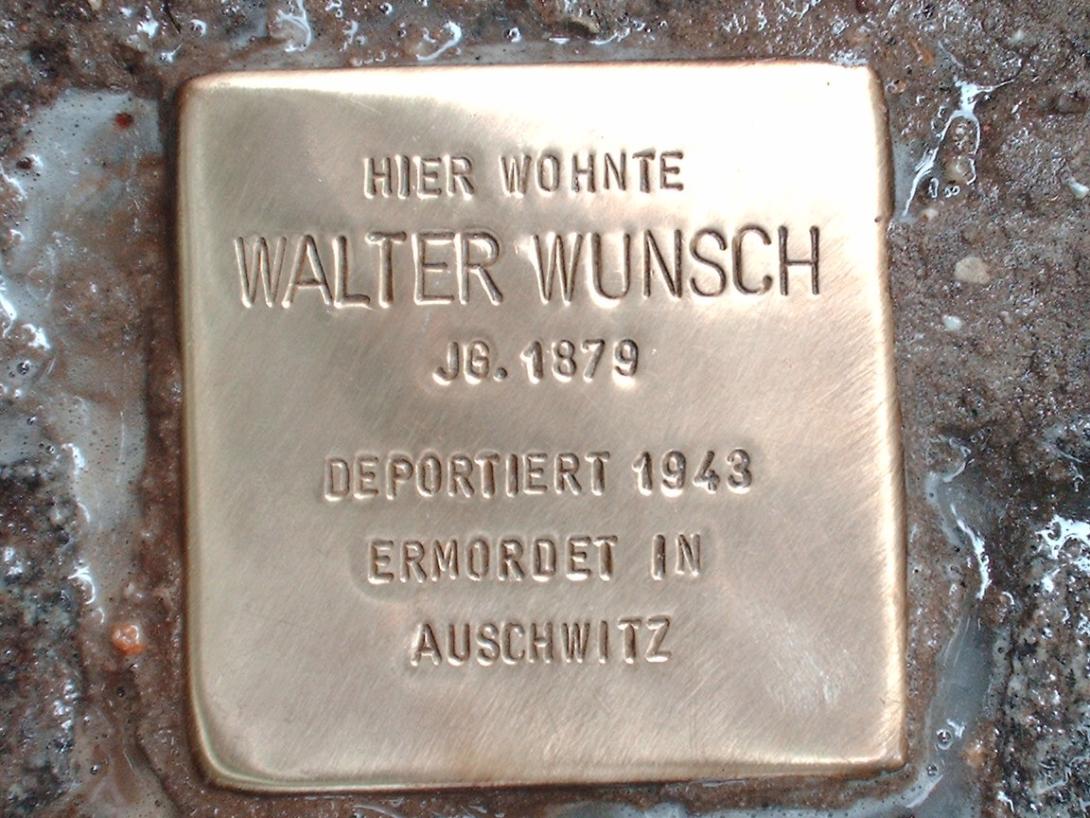 HIER WOHNTE
WALTER WUNSCH
JG. 1879
DEPORTIERT 1943
ERMORDET IN
AUSCHWITZ